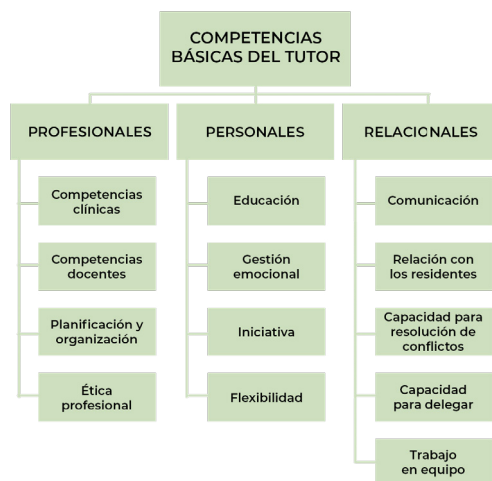 COMPETENCIAS
BÁSICAS DEL TUTOR
PROFESIONALES
Competencias
clínicas
Competencias
docentes
Planificación y
organización
Ética
profesional
PERSONALES
Educación
Gestión
emocional
Iniciativa
Flexibilidad
RELACIONALES
Comunicación
Relación con
los residentes
Capacidad para
resolución de
conflictos
Capacidad
para delegar
Trabajo
en equipo